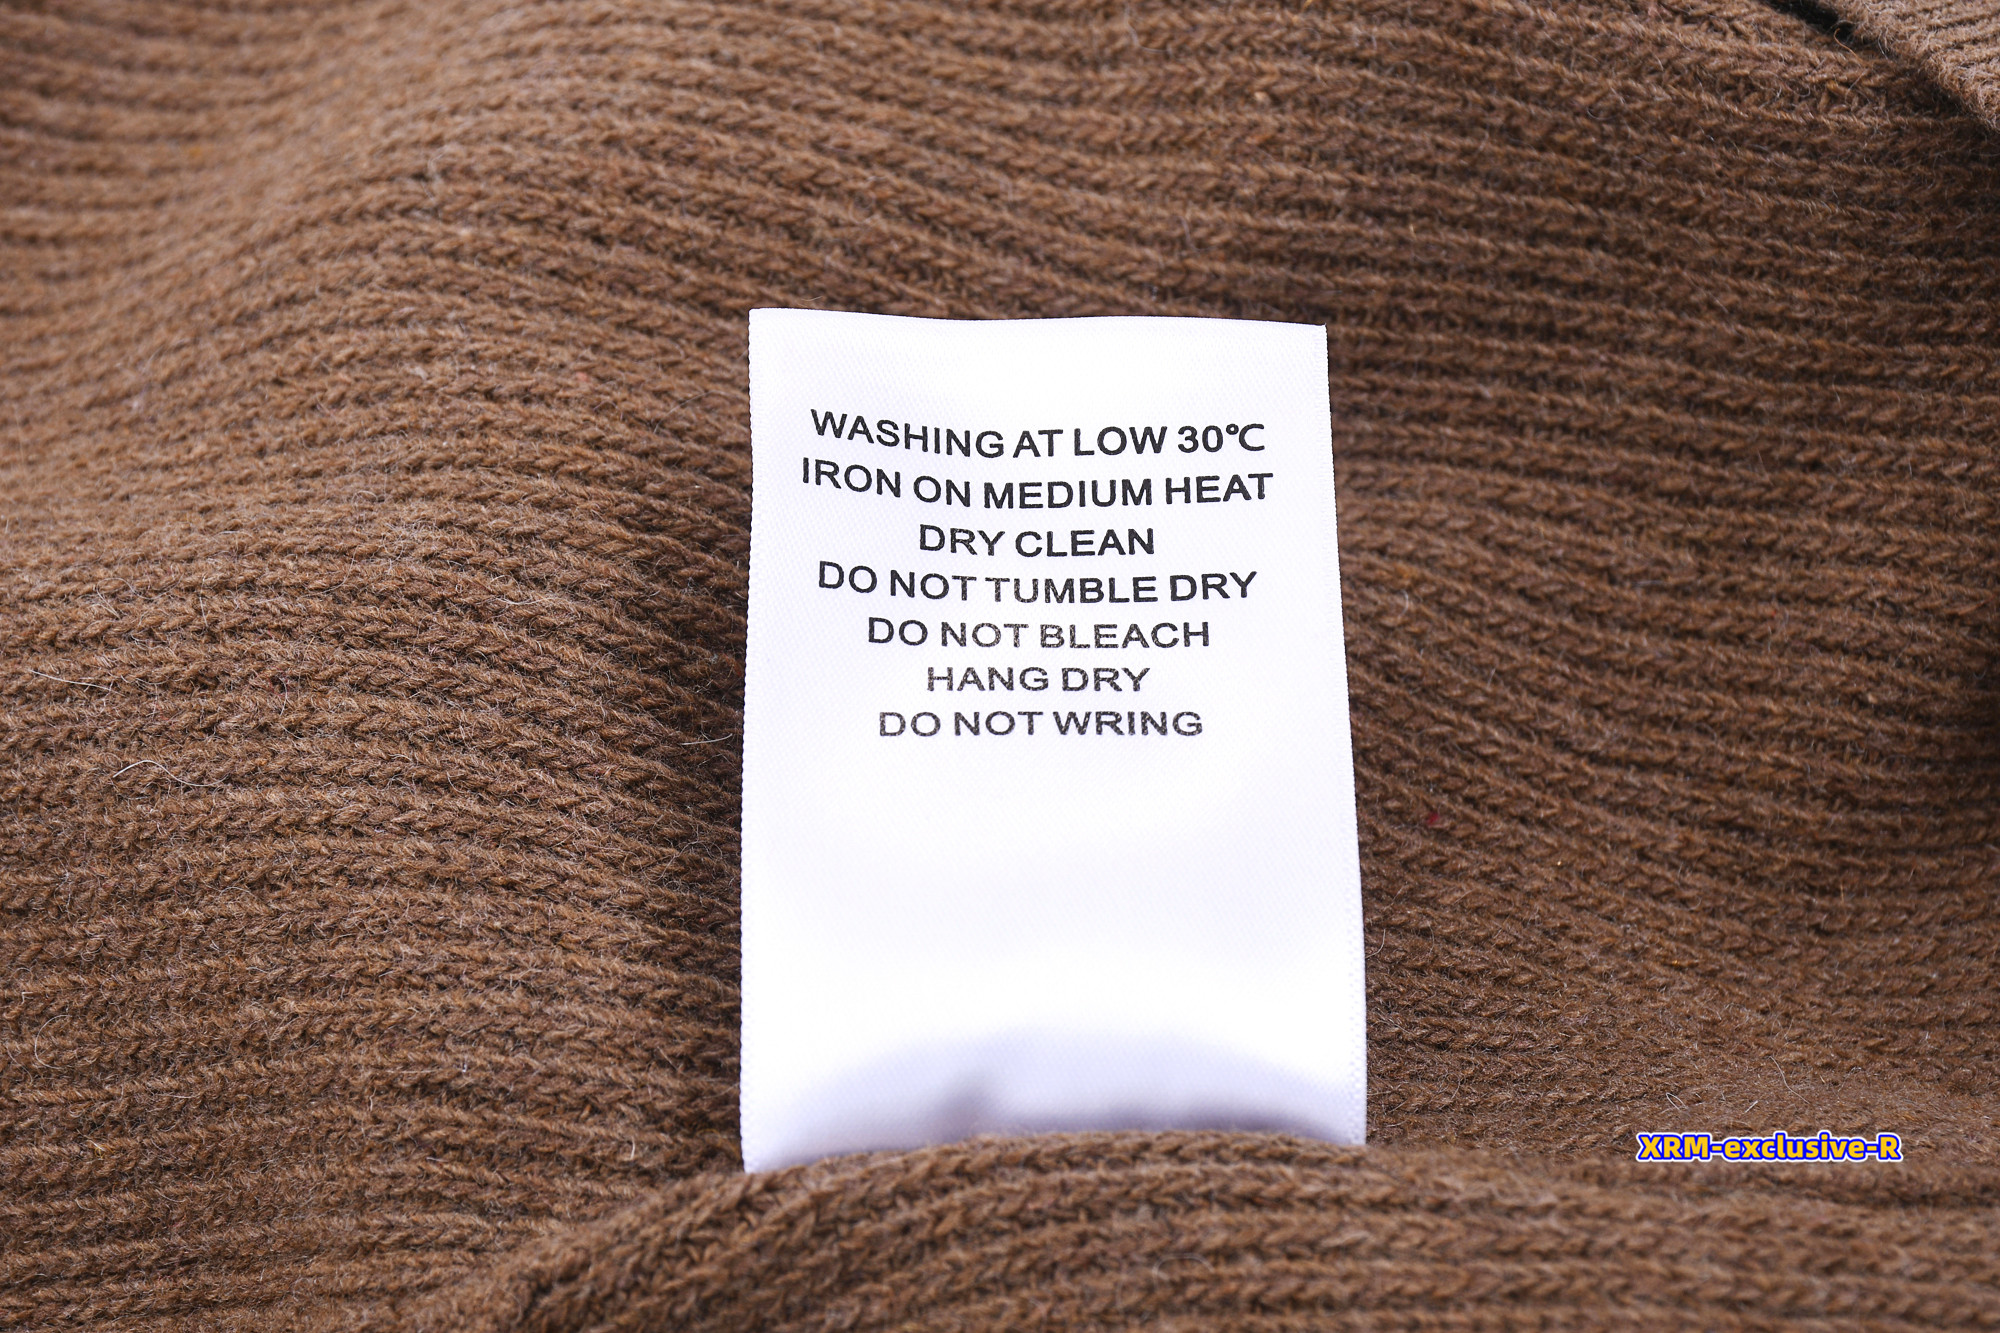 WASHING AT LOW 30℃
IRON ON MEDIUM HEAT
DRY CLEAN
DO NOT TUMBLE DRY
DO NOT BLEACH
HANG DRY
DO NOT WRING
XRM-exclusive-R